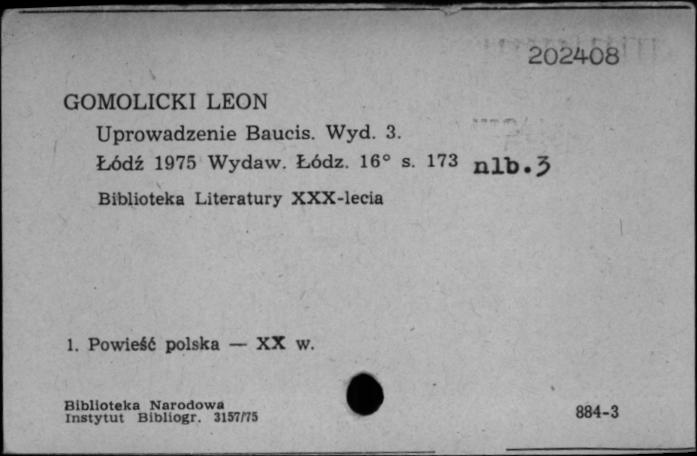 202408
GOMOLICKI LEON
Uprowadzenie Baucis. Wyd. 3.
Łódź 1975 Wydaw. Łódz. 16° s. 173 nlb.3
Biblioteka Literatury XXX-lecia
1. Powieść polska — XX w.
Biblioteka Narodowa
Instytut Bibliogr. 3157/75
884-3